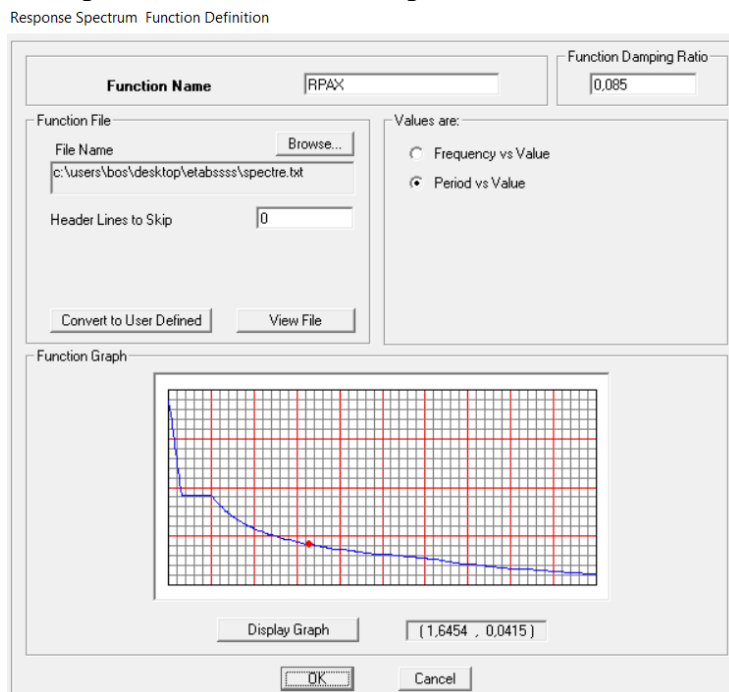 Response Spectrum Function Definition
Function Damping Ratio
Function Name
RPAX
0,085
Function File
Values are:
File Name
Browse...
c:\users\bos\desktop\etabssss\spectre.txt
Frequency vs Value
Period vs Value
Header Lines to Skip
0
Convert to User Defined
View File
Function Graph
Display Graph
( 1,6454 , 0,0415 )
OK
Cancel